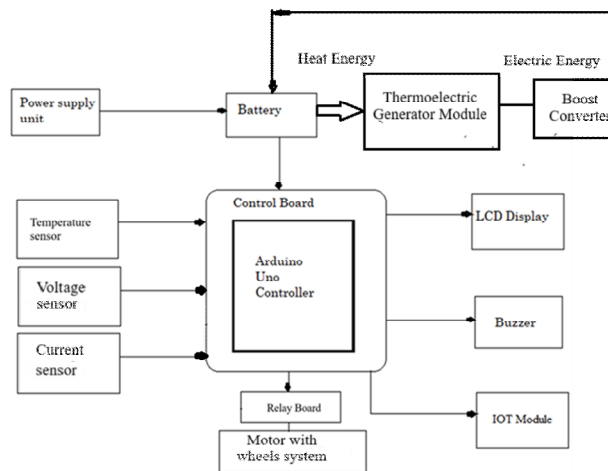 Heat Energy
Electric Energy
Power supply
unit
Battery
Thermoelectric
Generator Module
Boost
Converter
Control Board
Temperature
sensor
Arduino
Uno
Controller
LCD Display
Voltage
sensor
Buzzer
Current
sensor
Relay Board
IOT Module
Motor with
wheels system